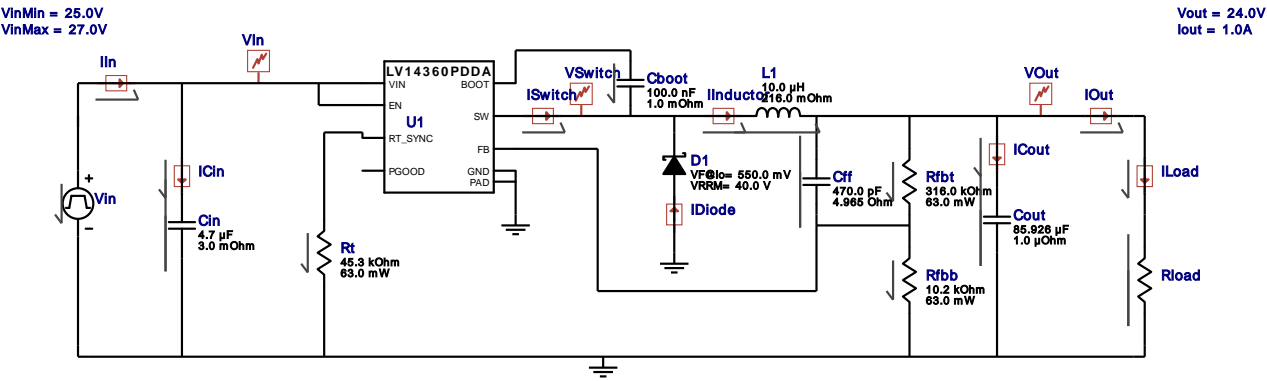 VinMin = 25.0V
VinMax = 27.0V
Vout = 24.0V
Iout = 1.0A
IIn
VIn
LV14360PDDA
VIN
EN
RT_SYNC
PGOOD
BOOT
SW
FB
GND
PAD
U1
VSwitch
ISwitch
Cboot
100.0 nF
1.0 mOhm
IInductor
L1
10.0 µH
216.0 mOhm
VOut
IOut
+
Vin
−
ICin
Cin
4.7 µF
3.0 mOhm
Rt
45.3 kOhm
63.0 mW
D1
VF@Io= 550.0 mV
VRRM= 40.0 V
IDiode
Cff
470.0 pF
4.965 Ohm
Rfbt
316.0 kOhm
63.0 mW
Rfbb
10.2 kOhm
63.0 mW
ICout
Cout
85.926 µF
1.0 µOhm
ILoad
Rload